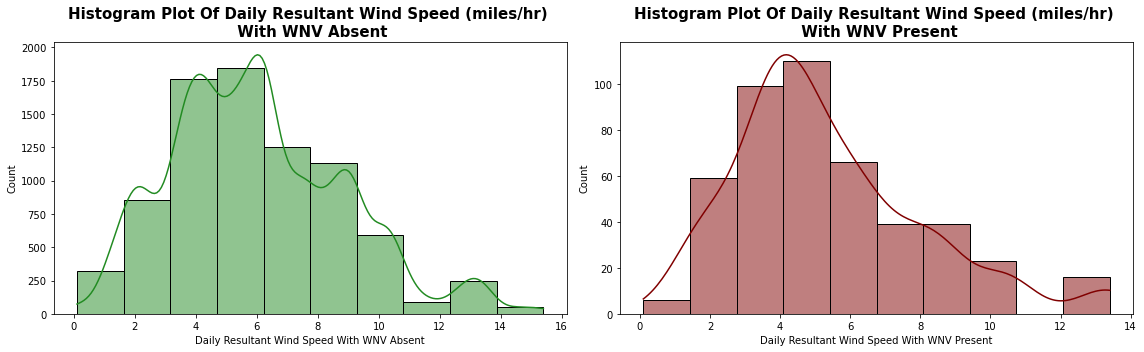 Histogram Plot Of Daily Resultant Wind Speed (miles/hr)
With WNV Absent
2000
1750
1500
1250
1000
750
500
250
0
Count
0 2 4 6 8 10 12 14 16
Daily Resultant Wind Speed With WNV Absent
Histogram Plot Of Daily Resultant Wind Speed (miles/hr)
With WNV Present
100
80
60
40
20
0
Count
0 2 4 6 8 10 12 14
Daily Resultant Wind Speed With WNV Present